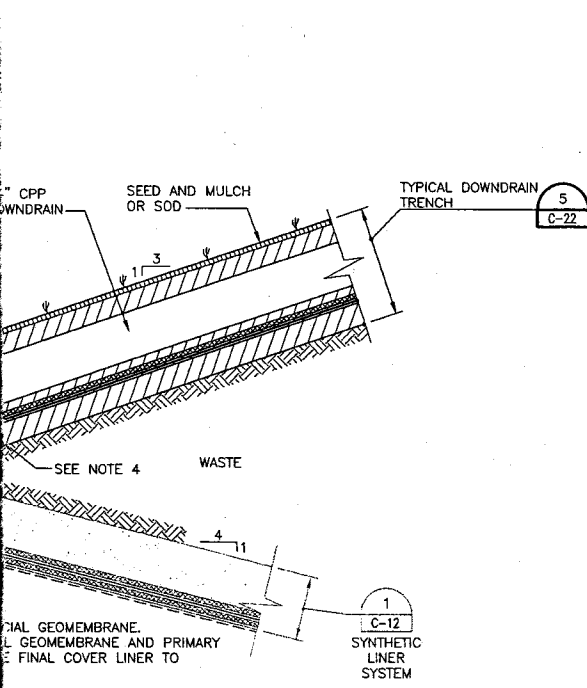 " CPP
WNDRAIN
SEED AND MULCH
OR SOD
TYPICAL DOWNDRAIN
TRENCH
5
C-22
3
1
SEE NOTE 4
WASTE
4
1
1
C-12
SYNTHETIC
LINER
SYSTEM
CIAL GEOMEMBRANE.
L GEOMEMBRANE AND PRIMARY
E FINAL COVER LINER TO